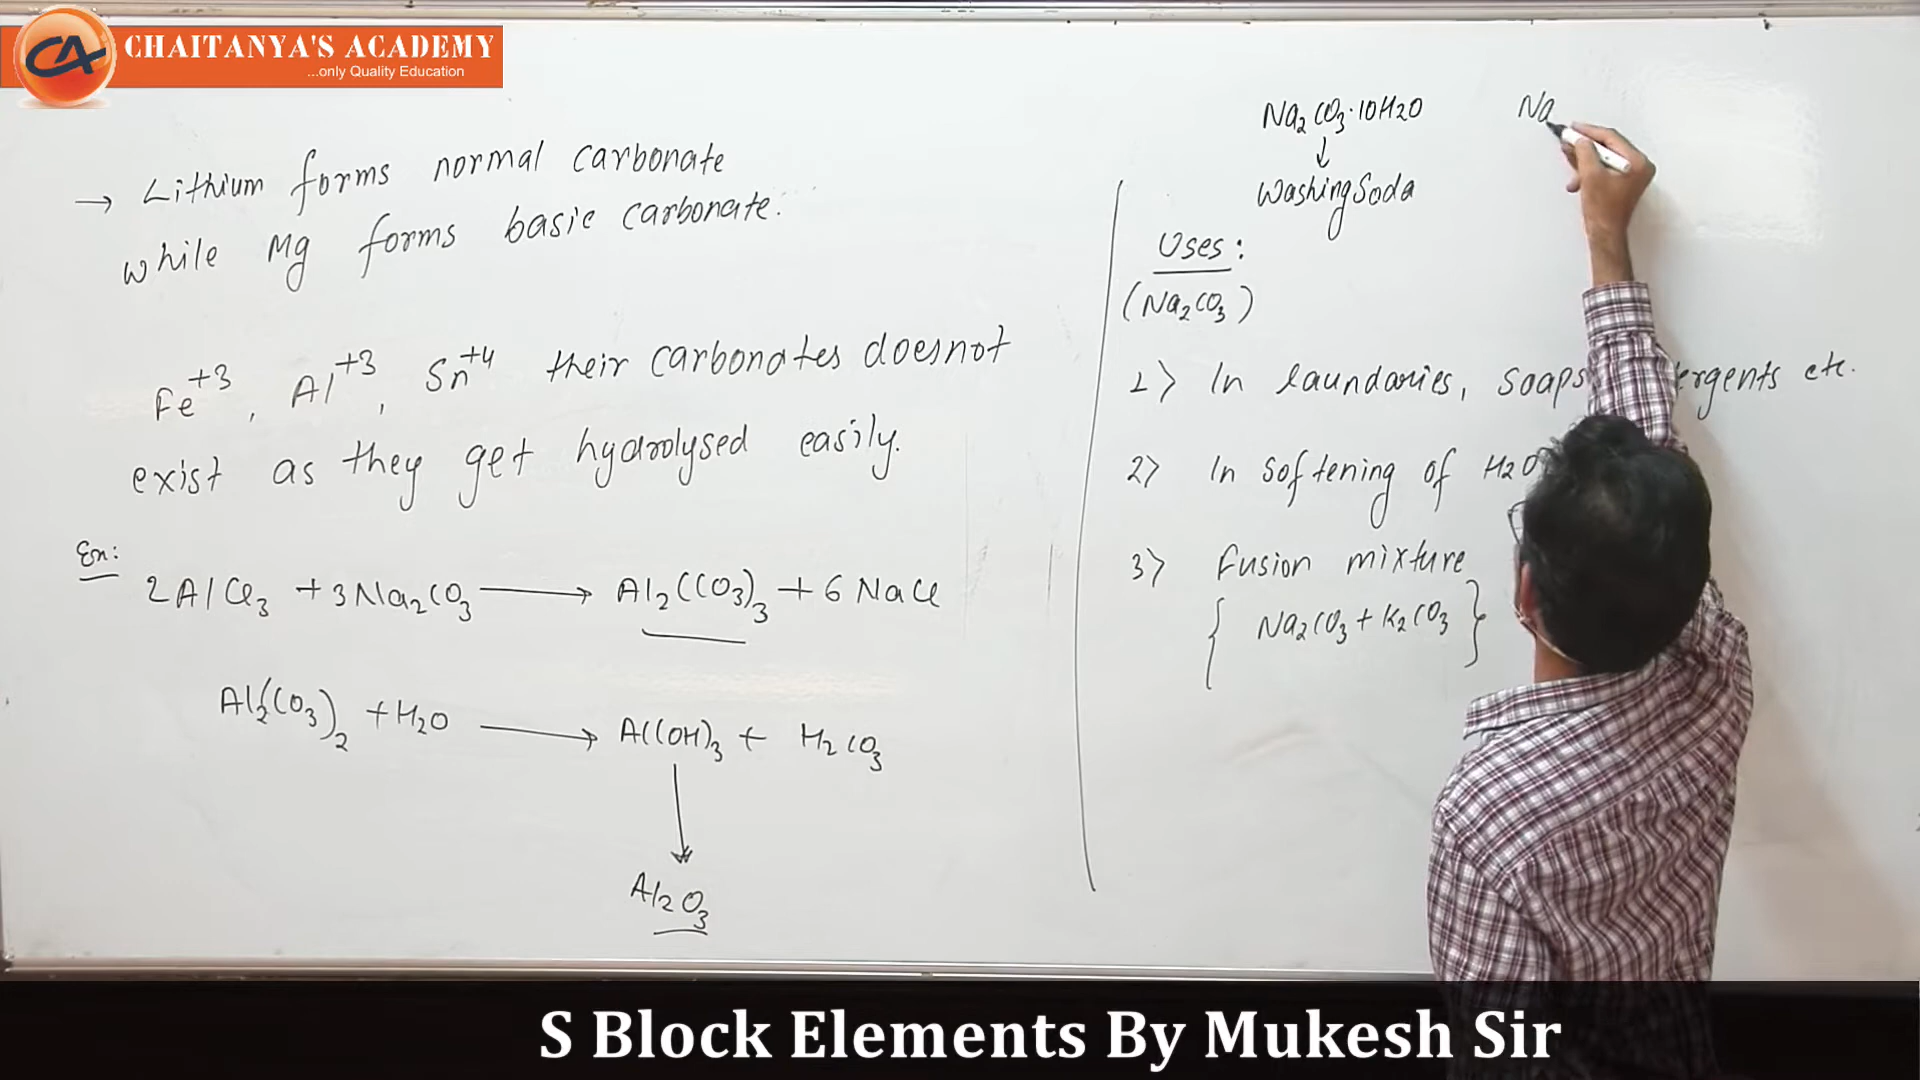 CHAITANYA'S ACADEMY
...only Quality Education
→ Lithium forms normal carbonate
while Mg forms basic carbonate.
Fe+3, Al+3, Sn+4 their carbonates doesnot
exist as they get hydrolysed easily.
Ex:
2AlCl3 + 3Na2CO3 → Al2(CO3)3 + 6NaCl
Al2(CO3)2 + H2O → Al(OH)3 + H2CO3
↓
Al2O3
Na2CO3·10H2O Na
↓
Washing Soda
Uses:
(Na2CO3)
1> In laundaries, soaps ergents etc.
2> In softening of H2O
3> Fusion mixture
{ Na2CO3 + K2CO3 }
S Block Elements By Mukesh Sir